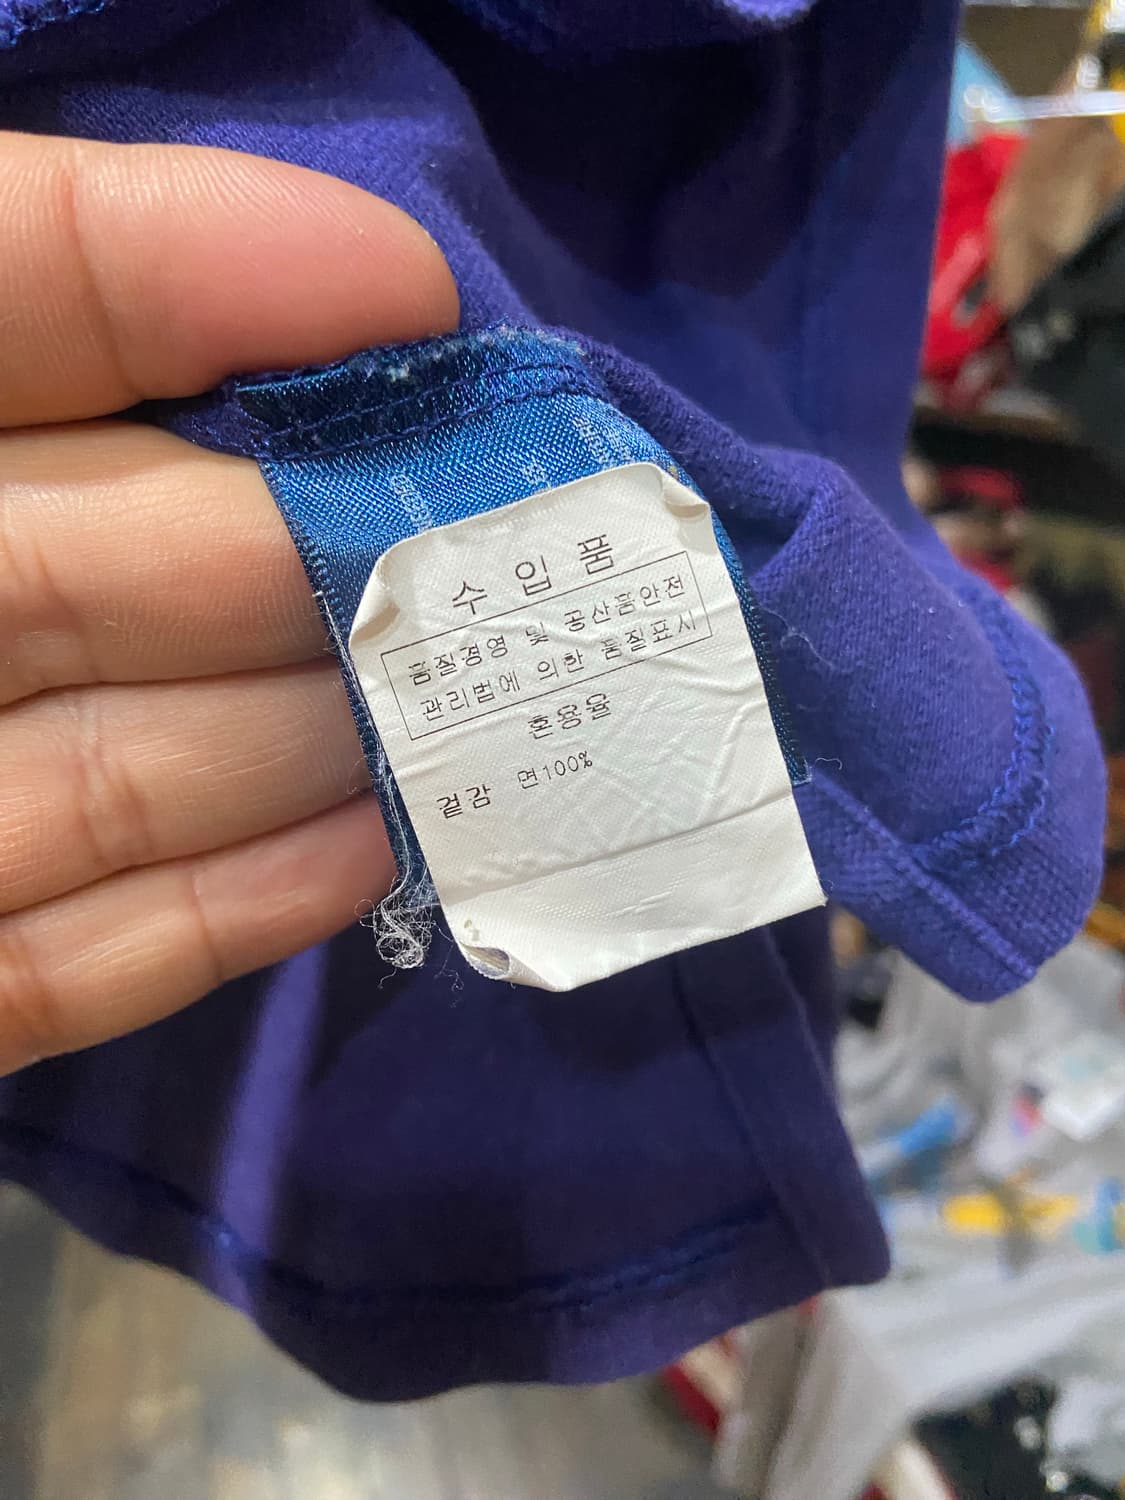 수입품
품질경영 및 공산품안전
관리법에 의한 품질표시
혼용율
겉감 면100%